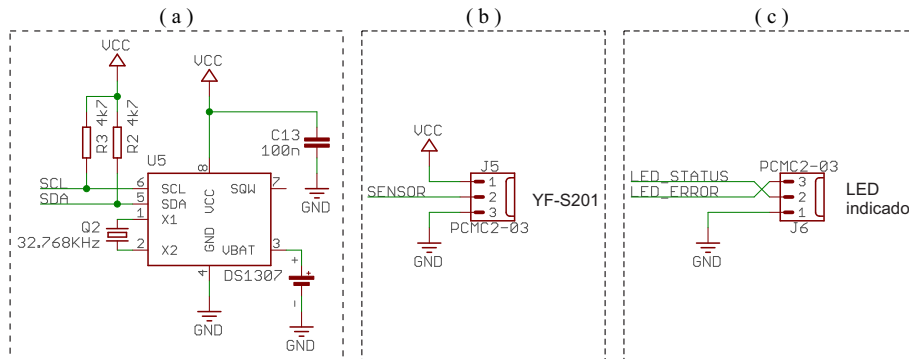 ( a )
VCC
VCC
R3 4k7
R2 4k7
C13
100n
GND
U5
SCL
SDA
6
5
1
2
8
7
3
4
SCL
SDA
X1
X2
VCC
GND
SQW
VBAT
Q2
32.768KHz
DS1307
+
+
-
GND
GND
( b )
VCC
J5
SENSOR
1
2
3
YF-S201
PCMC2-03
GND
( c )
PCMC2-03
LED_STATUS
LED_ERROR
3
2
1
LED
indicado
J6
GND